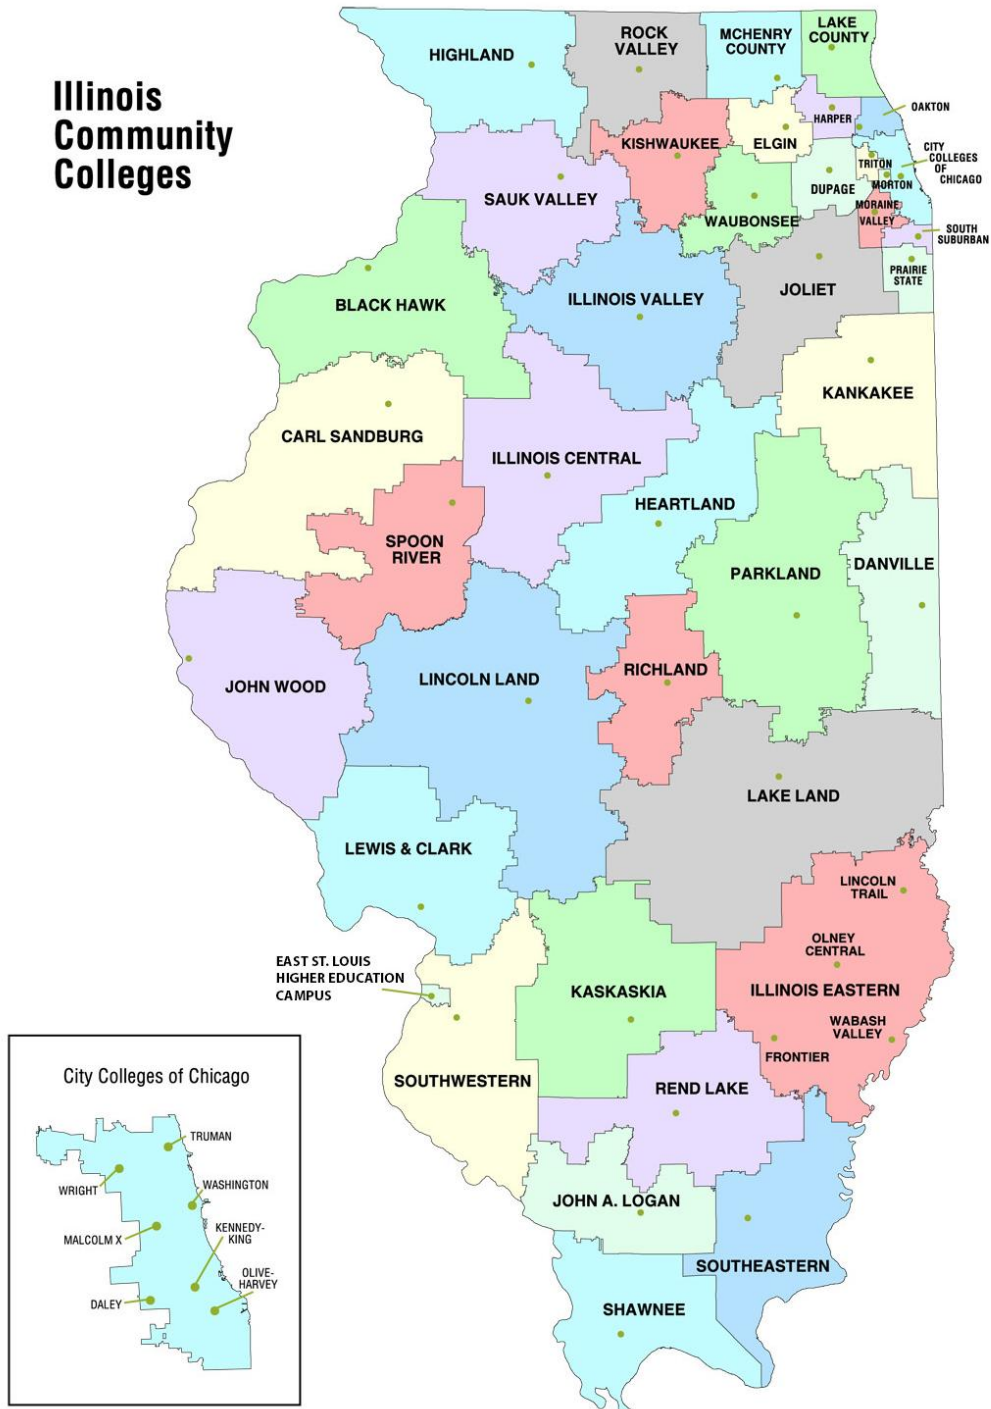 Illinois
Community
Colleges
HIGHLAND
ROCK
VALLEY
MCHENRY
COUNTY
LAKE
COUNTY
OAKTON
HARPER
KISHWAUKEE
ELGIN
CITY
COLLEGES
OF
CHICAGO
TRITON
MORTON
DUPAGE
SAUK VALLEY
WAUBONSEE
MORAINE
VALLEY
SOUTH
SUBURBAN
PRAIRIE
STATE
BLACK HAWK
ILLINOIS VALLEY
JOLIET
KANKAKEE
CARL SANDBURG
ILLINOIS CENTRAL
HEARTLAND
SPOON
RIVER
PARKLAND
DANVILLE
JOHN WOOD
LINCOLN LAND
RICHLAND
LAKE LAND
LEWIS & CLARK
LINCOLN
TRAIL
OLNEY
CENTRAL
EAST ST. LOUIS
HIGHER EDUCATION
CAMPUS
KASKASKIA
ILLINOIS EASTERN
WABASH
VALLEY
FRONTIER
SOUTHWESTERN
REND LAKE
JOHN A. LOGAN
SOUTHEASTERN
SHAWNEE
City Colleges of Chicago
TRUMAN
WRIGHT
WASHINGTON
MALCOLM X
KENNEDY-
KING
OLIVE-
HARVEY
DALEY